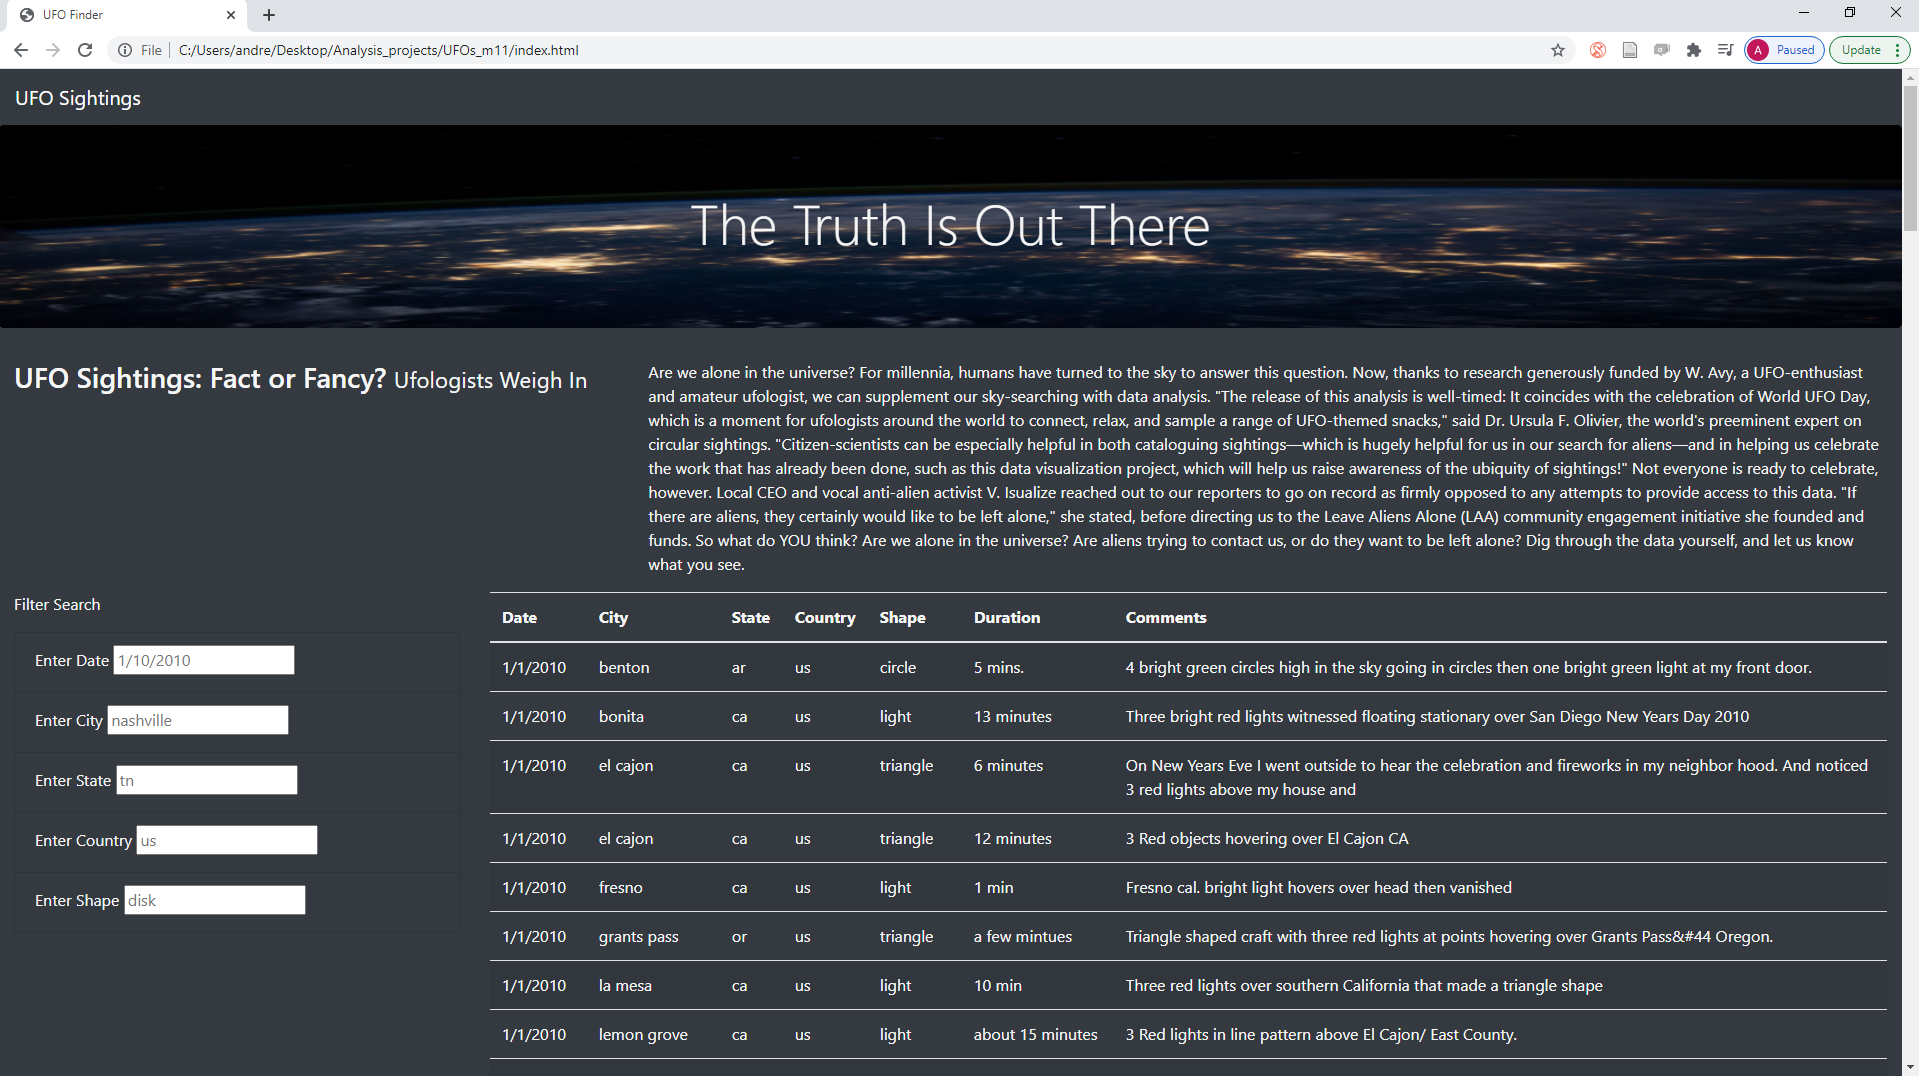 UFO Finder
File
C:/Users/andre/Desktop/Analysis_projects/UFOs_m11/index.html
A
Paused
Update
UFO Sightings
The Truth Is Out There
UFO Sightings: Fact or Fancy? Ufologists Weigh In
Are we alone in the universe? For millennia, humans have turned to the sky to answer this question. Now, thanks to research generously funded by W. Avy, a UFO-enthusiast
and amateur ufologist, we can supplement our sky-searching with data analysis. "The release of this analysis is well-timed: It coincides with the celebration of World UFO Day,
which is a moment for ufologists around the world to connect, relax, and sample a range of UFO-themed snacks," said Dr. Ursula F. Olivier, the world's preeminent expert on
circular sightings. "Citizen-scientists can be especially helpful in both cataloguing sightings—which is hugely helpful for us in our search for aliens—and in helping us celebrate
the work that has already been done, such as this data visualization project, which will help us raise awareness of the ubiquity of sightings!" Not everyone is ready to celebrate,
however. Local CEO and vocal anti-alien activist V. Isualize reached out to our reporters to go on record as firmly opposed to any attempts to provide access to this data. "If
there are aliens, they certainly would like to be left alone," she stated, before directing us to the Leave Aliens Alone (LAA) community engagement initiative she founded and
funds. So what do YOU think? Are we alone in the universe? Are aliens trying to contact us, or do they want to be left alone? Dig through the data yourself, and let us know
what you see.
Filter Search
Enter Date 1/10/2010
Enter City nashville
Enter State tn
Enter Country us
Enter Shape disk
Date City State Country Shape Duration Comments
1/1/2010 benton ar us circle 5 mins. 4 bright green circles high in the sky going in circles then one bright green light at my front door.
1/1/2010 bonita ca us light 13 minutes Three bright red lights witnessed floating stationary over San Diego New Years Day 2010
1/1/2010 el cajon ca us triangle 6 minutes On New Years Eve I went outside to hear the celebration and fireworks in my neighbor hood. And noticed
3 red lights above my house and
1/1/2010 el cajon ca us triangle 12 minutes 3 Red objects hovering over El Cajon CA
1/1/2010 fresno ca us light 1 min Fresno cal. bright light hovers over head then vanished
1/1/2010 grants pass or us triangle a few mintues Triangle shaped craft with three red lights at points hovering over Grants Pass&#44 Oregon.
1/1/2010 la mesa ca us light 10 min Three red lights over southern California that made a triangle shape
1/1/2010 lemon grove ca us light about 15 minutes 3 Red lights in line pattern above El Cajon/ East County.